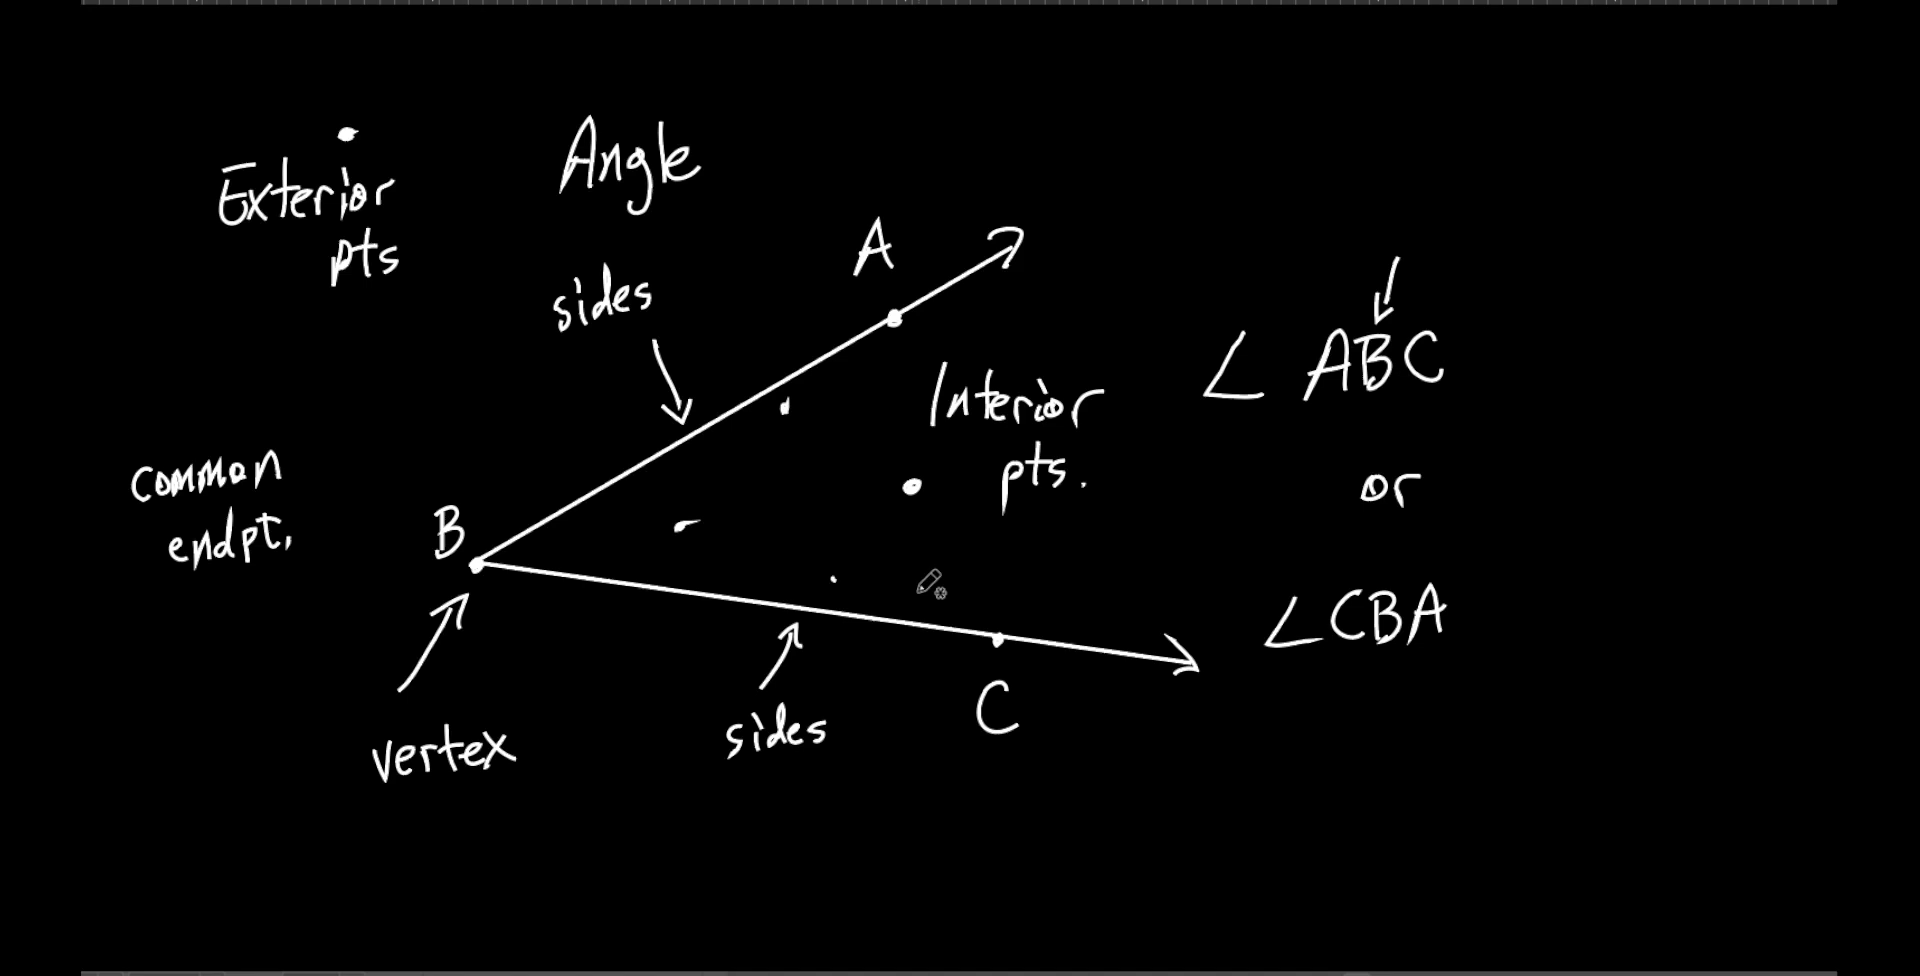 Angle
Exterior
pts
A
sides
Interior
pts.
∠ ABC
or
∠CBA
common
endpt.
B
vertex
sides
C